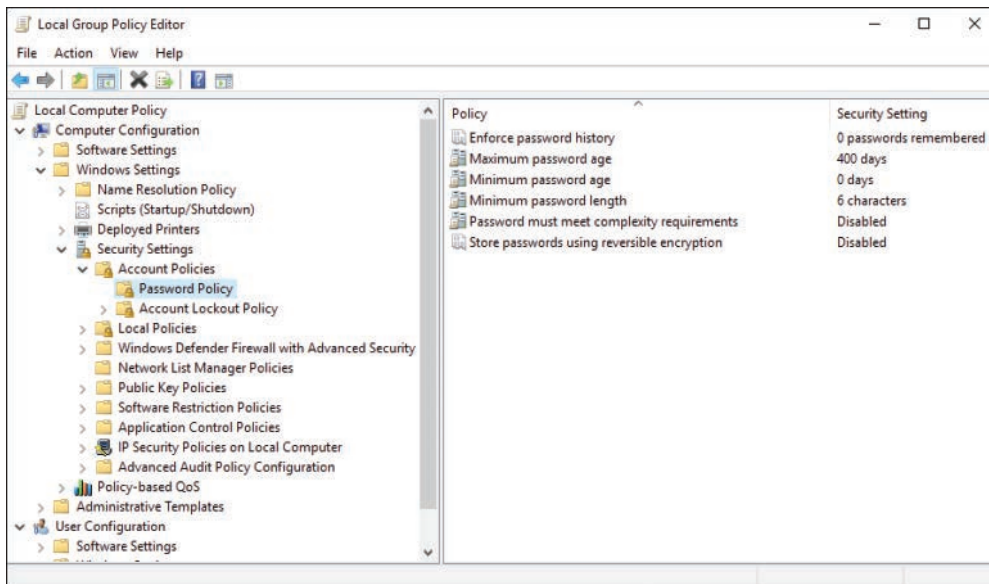 Local Group Policy Editor
File Action View Help
Local Computer Policy
Computer Configuration
Software Settings
Windows Settings
Name Resolution Policy
Scripts (Startup/Shutdown)
Deployed Printers
Security Settings
Account Policies
Password Policy
Account Lockout Policy
Local Policies
Windows Defender Firewall with Advanced Security
Network List Manager Policies
Public Key Policies
Software Restriction Policies
Application Control Policies
IP Security Policies on Local Computer
Advanced Audit Policy Configuration
Policy-based QoS
Administrative Templates
User Configuration
Software Settings
Policy Security Setting
Enforce password history 0 passwords remembered
Maximum password age 400 days
Minimum password age 0 days
Minimum password length 6 characters
Password must meet complexity requirements Disabled
Store passwords using reversible encryption Disabled